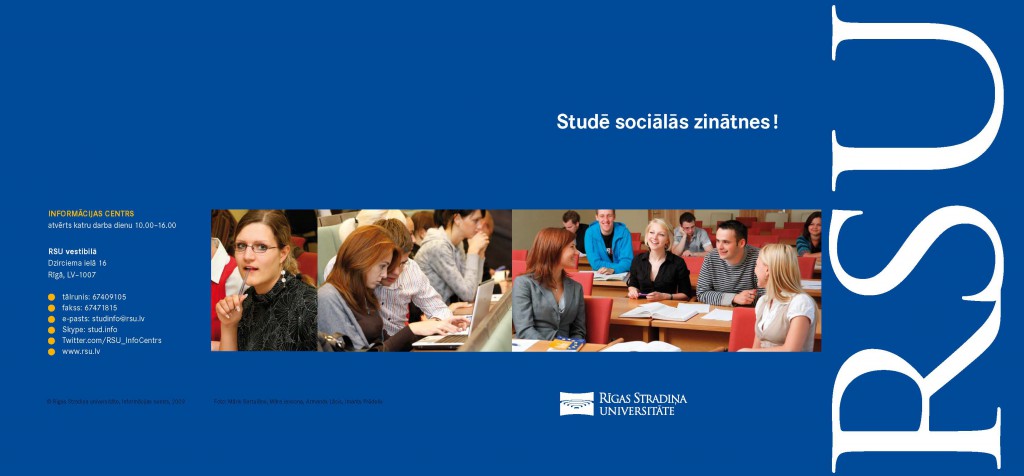 Studē sociālās zinātnes!
INFORMĀCIJAS CENTRS
atvērts katru darba dienu 10.00–16.00
RSU vestibilā
Dzirciema ielā 16
Rīgā, LV–1007
tālrunis: 67409105
fakss: 67471815
e-pasts: studinfo@rsu.lv
Skype: stud.info
Twitter.com/RSU_InfoCentrs
www.rsu.lv
RĪGAS STRADIŅA
UNIVERSITĀTE
RSU